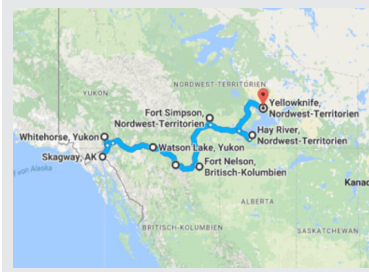 NORDWEST-TERRITORIEN
YUKON
Yellowknife,
Nordwest-Territorien
Fort Simpson,
Nordwest-Territorien
Hay River,
Nordwest-Territorien
Whitehorse, Yukon
Watson Lake, Yukon
Skagway, AK
Fort Nelson,
Britisch-Kolumbien
von Alaska
Kanad
ALBERTA
BRITISCH-KOLUMBIEN
SASKATCHEWAN